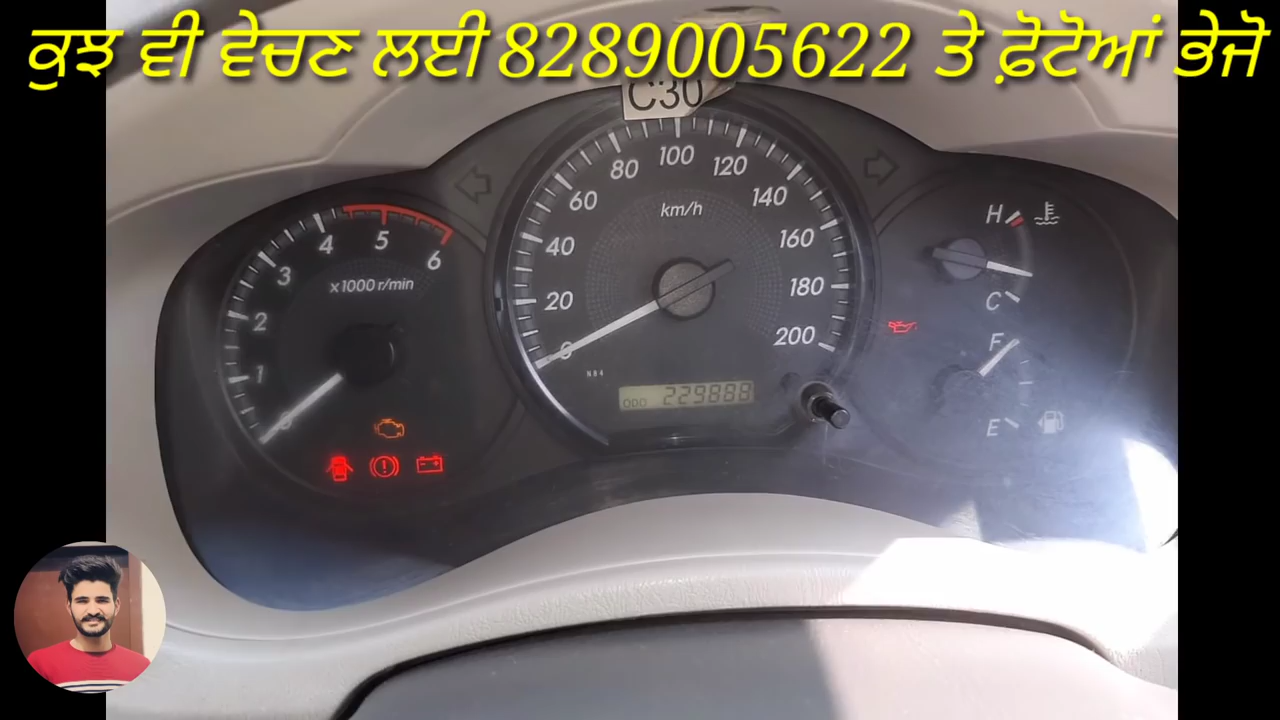 ਕੁਝ ਵੀ ਵੇਚਣ ਲਈ 8289005622 ਤੇ ਫ਼ੋਟੋਆਂ ਭੇਜੋ
C30
80 100 120
60 km/h 140
40 160
20 180
0 200
N84
ODO 229888
4 5 6
3
x1000 r/min
2
1
0
H
C
F
E